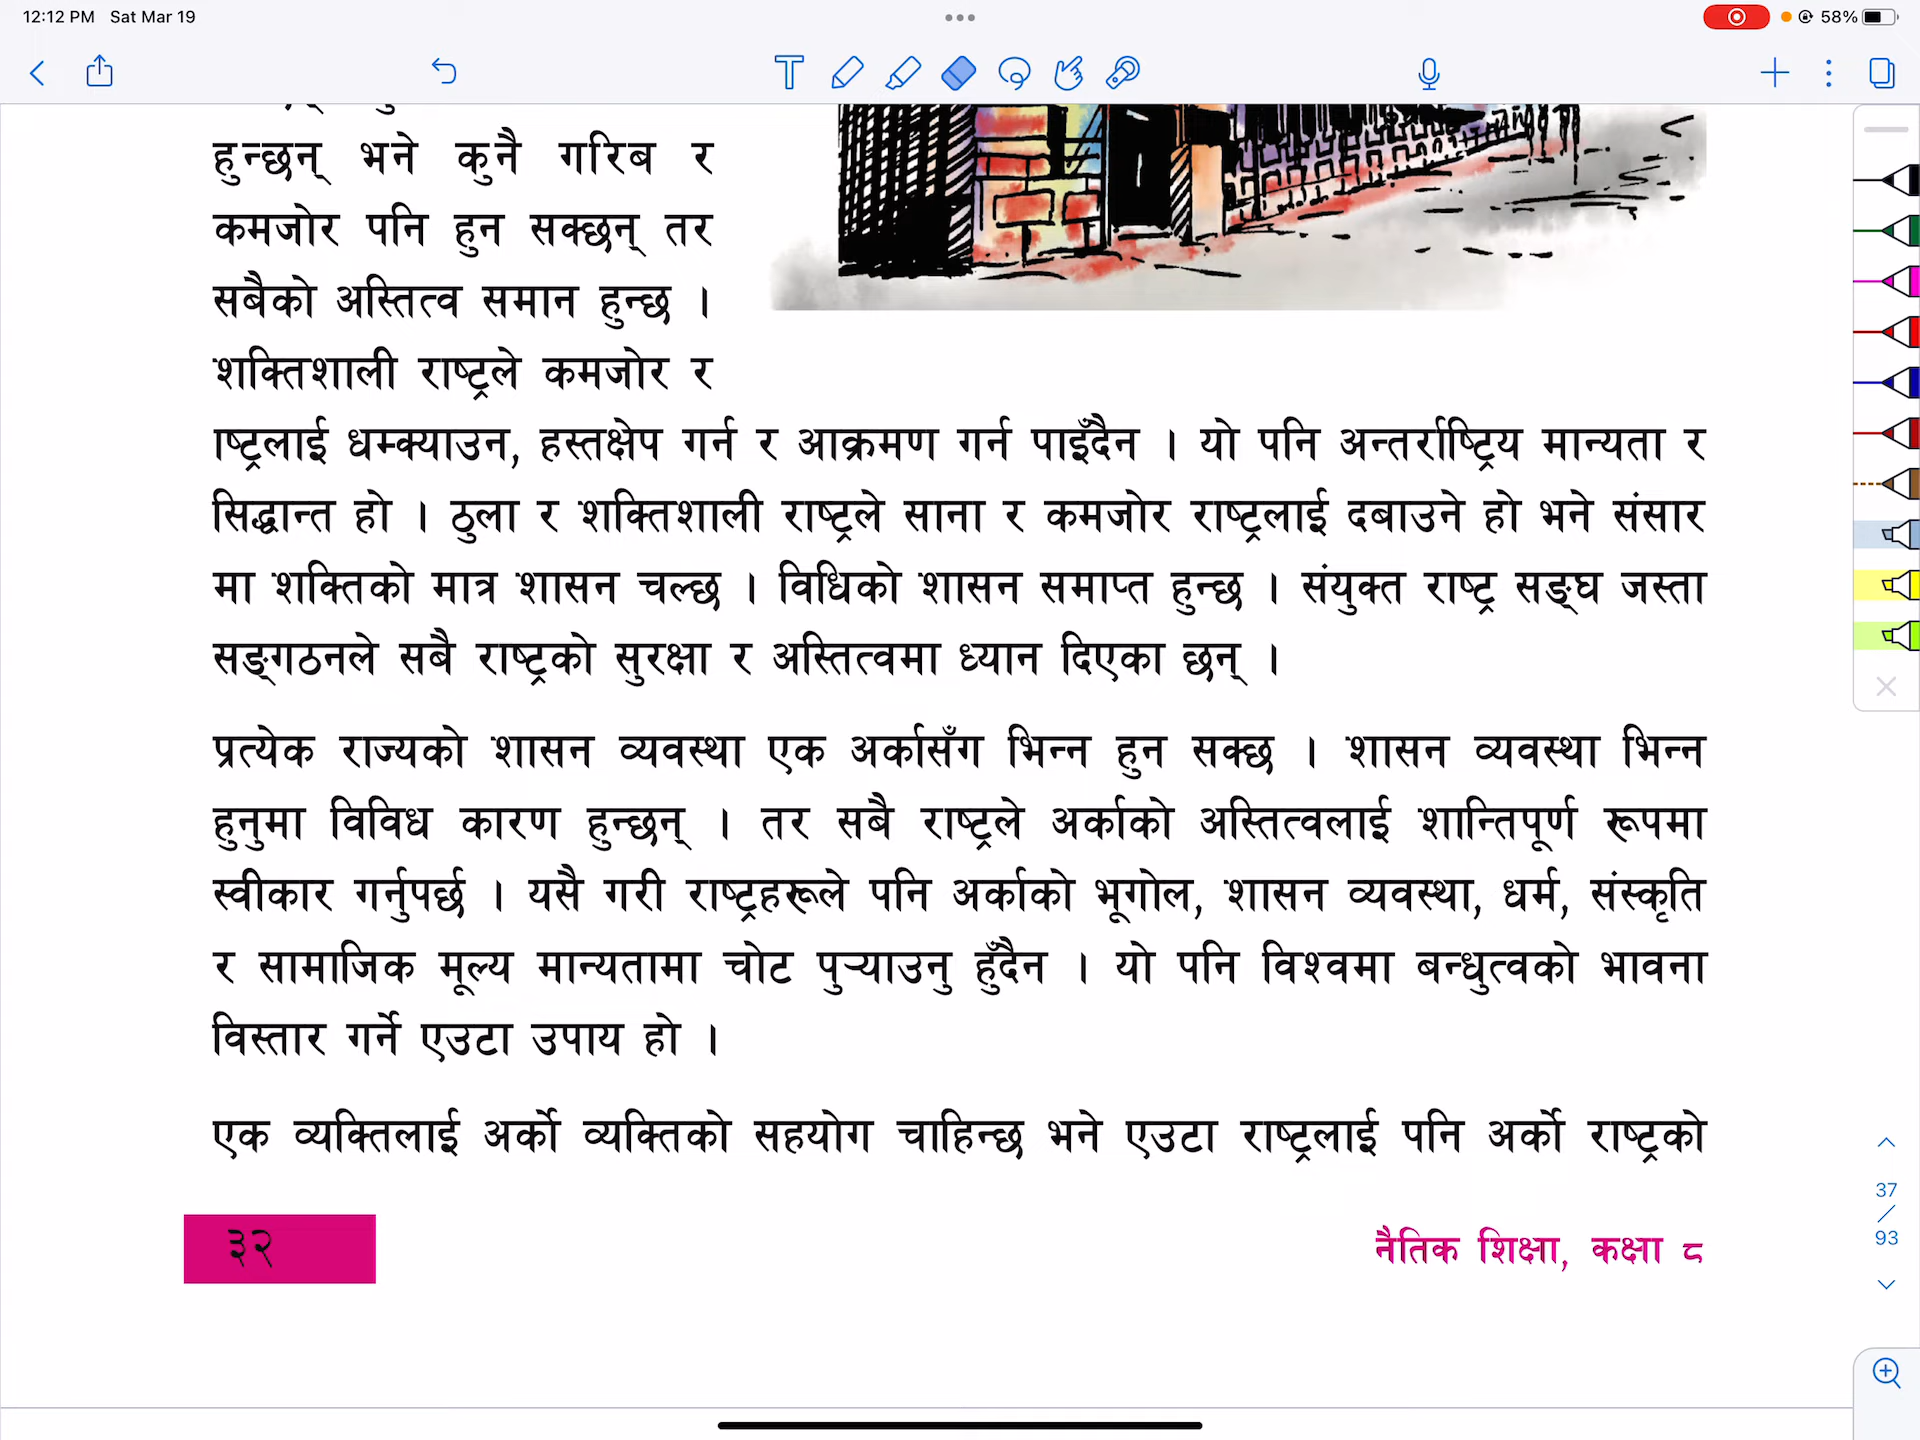 12:12 PM Sat Mar 19
58%
हुन्छन् भने कुनै गरिब र
कमजोर पनि हुन सक्छन् तर
सबैको अस्तित्व समान हुन्छ ।
शक्तिशाली राष्ट्रले कमजोर र
ाष्ट्रलाई धम्क्याउन, हस्तक्षेप गर्न र आक्रमण गर्न पाइँदैन । यो पनि अन्तर्राष्ट्रिय मान्यता र
सिद्धान्त हो । ठुला र शक्तिशाली राष्ट्रले साना र कमजोर राष्ट्रलाई दबाउने हो भने संसार
मा शक्तिको मात्र शासन चल्छ । विधिको शासन समाप्त हुन्छ । संयुक्त राष्ट्र सङ्घ जस्ता
सङ्गठनले सबै राष्ट्रको सुरक्षा र अस्तित्वमा ध्यान दिएका छन् ।
प्रत्येक राज्यको शासन व्यवस्था एक अर्कासँग भिन्न हुन सक्छ । शासन व्यवस्था भिन्न
हुनुमा विविध कारण हुन्छन् । तर सबै राष्ट्रले अर्काको अस्तित्वलाई शान्तिपूर्ण रूपमा
स्वीकार गर्नुपर्छ । यसै गरी राष्ट्रहरूले पनि अर्काको भूगोल, शासन व्यवस्था, धर्म, संस्कृति
र सामाजिक मूल्य मान्यतामा चोट पुऱ्याउनु हुँदैन । यो पनि विश्वमा बन्धुत्वको भावना
विस्तार गर्ने एउटा उपाय हो ।
एक व्यक्तिलाई अर्को व्यक्तिको सहयोग चाहिन्छ भने एउटा राष्ट्रलाई पनि अर्को राष्ट्रको
३२
नैतिक शिक्षा, कक्षा ८
37
/
93